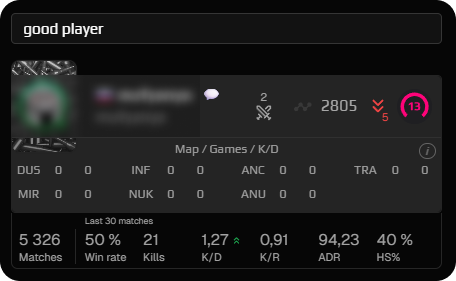 good player
2
2805
5
13
Map / Games / K/D
DUS 0 0 INF 0 0 ANC 0 0 TRA 0 0
MIR 0 0 NUK 0 0 ANU 0 0
Last 30 matches
5 326 50 % 21 1,27 0,91 94,23 40 %
Matches Win rate Kills K/D K/R ADR HS%